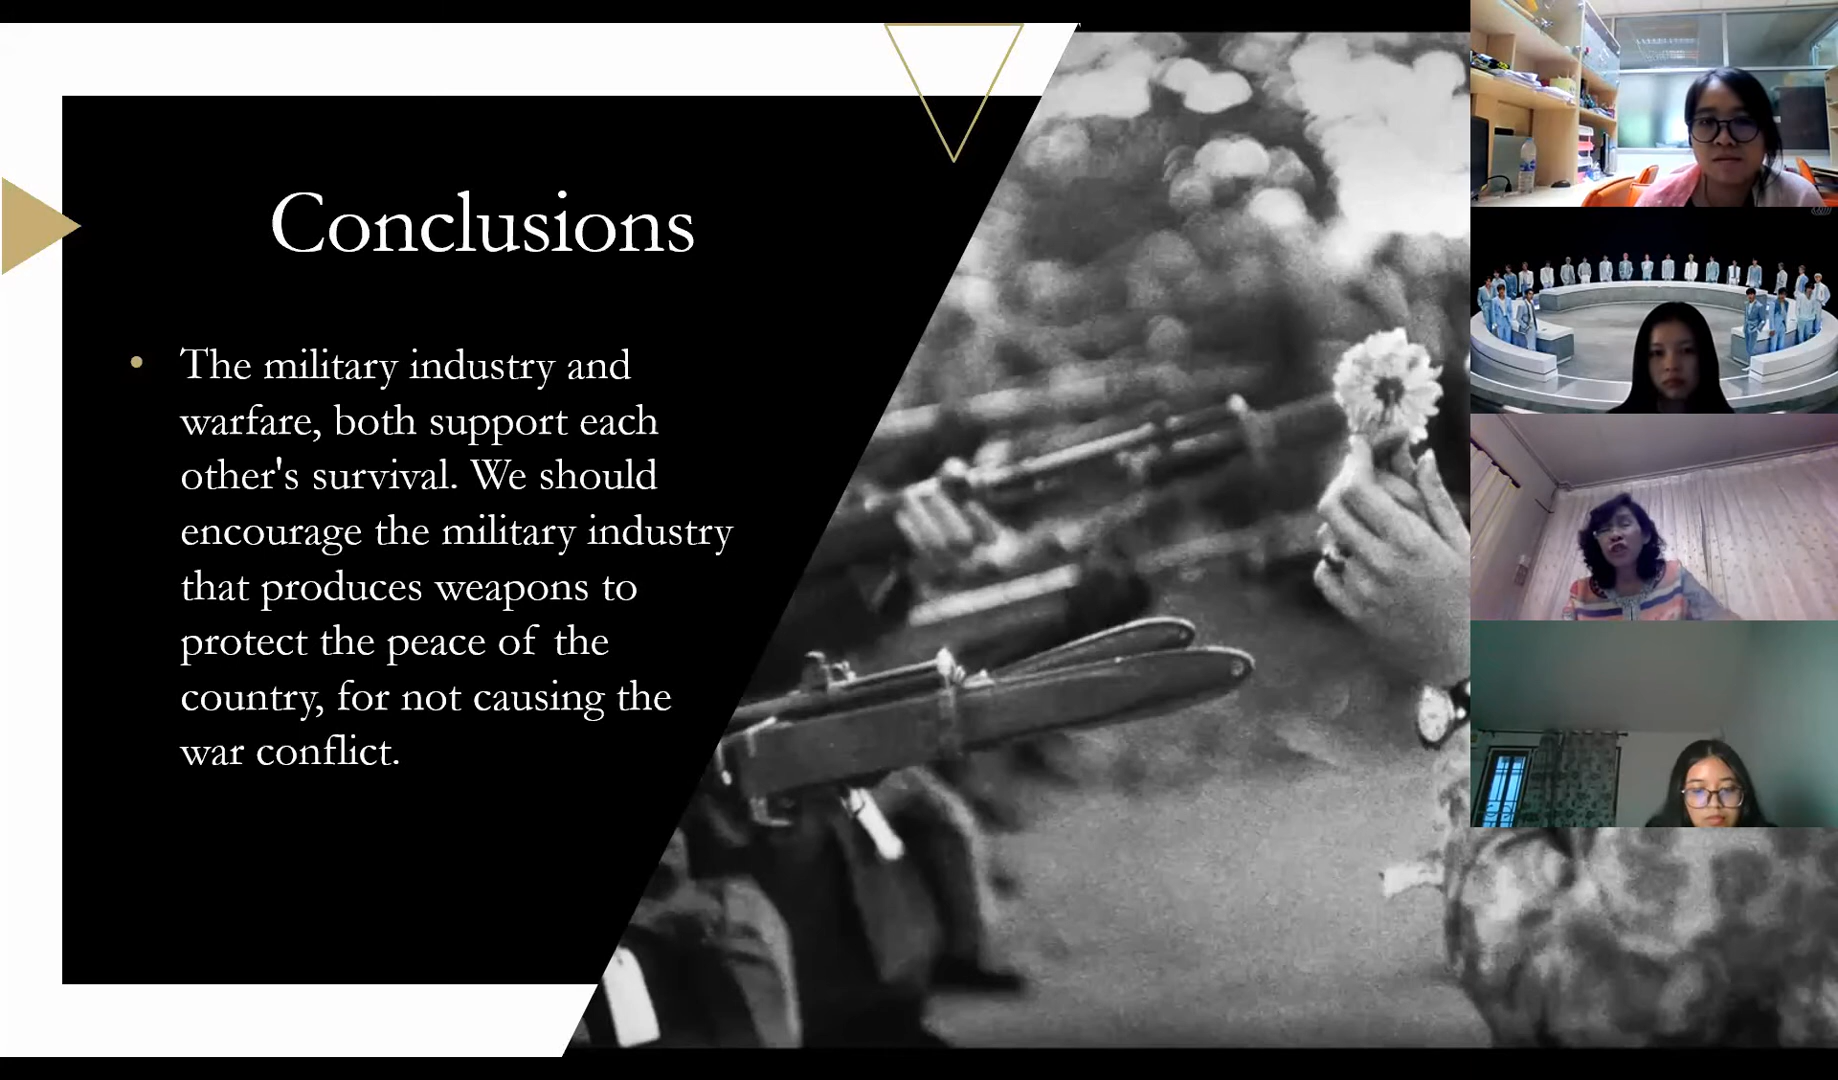 Conclusions
The military industry and
warfare, both support each
other's survival. We should
encourage the military industry
that produces weapons to
protect the peace of the
country, for not causing the
war conflict.